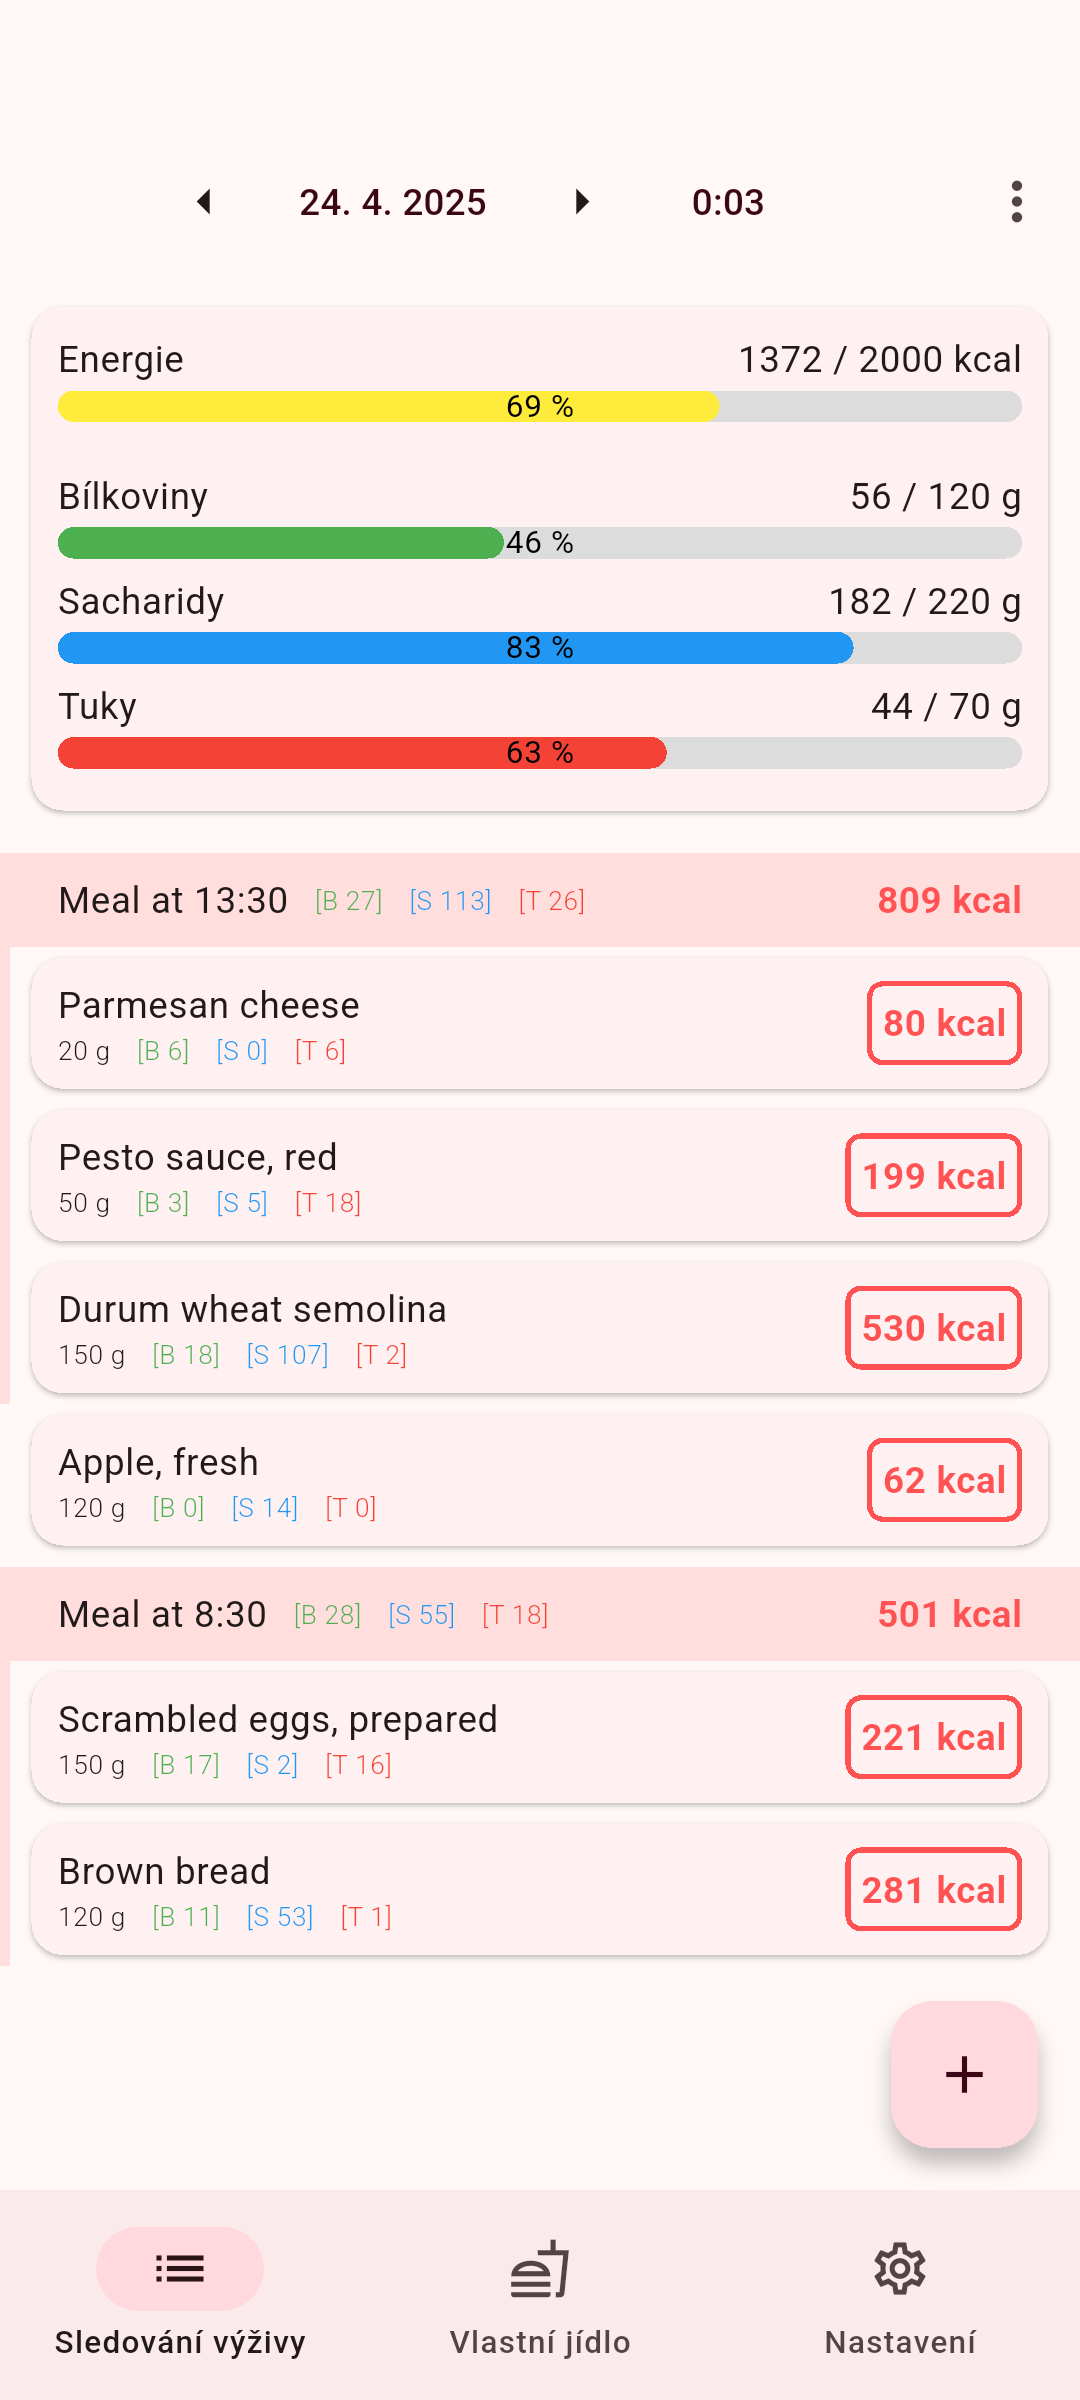 24. 4. 2025 0:03
Energie 1372 / 2000 kcal
69 %
Bílkoviny 56 / 120 g
46 %
Sacharidy 182 / 220 g
83 %
Tuky 44 / 70 g
63 %
Meal at 13:30 [B 27] [S 113] [T 26] 809 kcal
Parmesan cheese
20 g [B 6] [S 0] [T 6]
80 kcal
Pesto sauce, red
50 g [B 3] [S 5] [T 18]
199 kcal
Durum wheat semolina
150 g [B 18] [S 107] [T 2]
530 kcal
Apple, fresh
120 g [B 0] [S 14] [T 0]
62 kcal
Meal at 8:30 [B 28] [S 55] [T 18] 501 kcal
Scrambled eggs, prepared
150 g [B 17] [S 2] [T 16]
221 kcal
Brown bread
120 g [B 11] [S 53] [T 1]
281 kcal
Sledování výživy Vlastní jídlo Nastavení